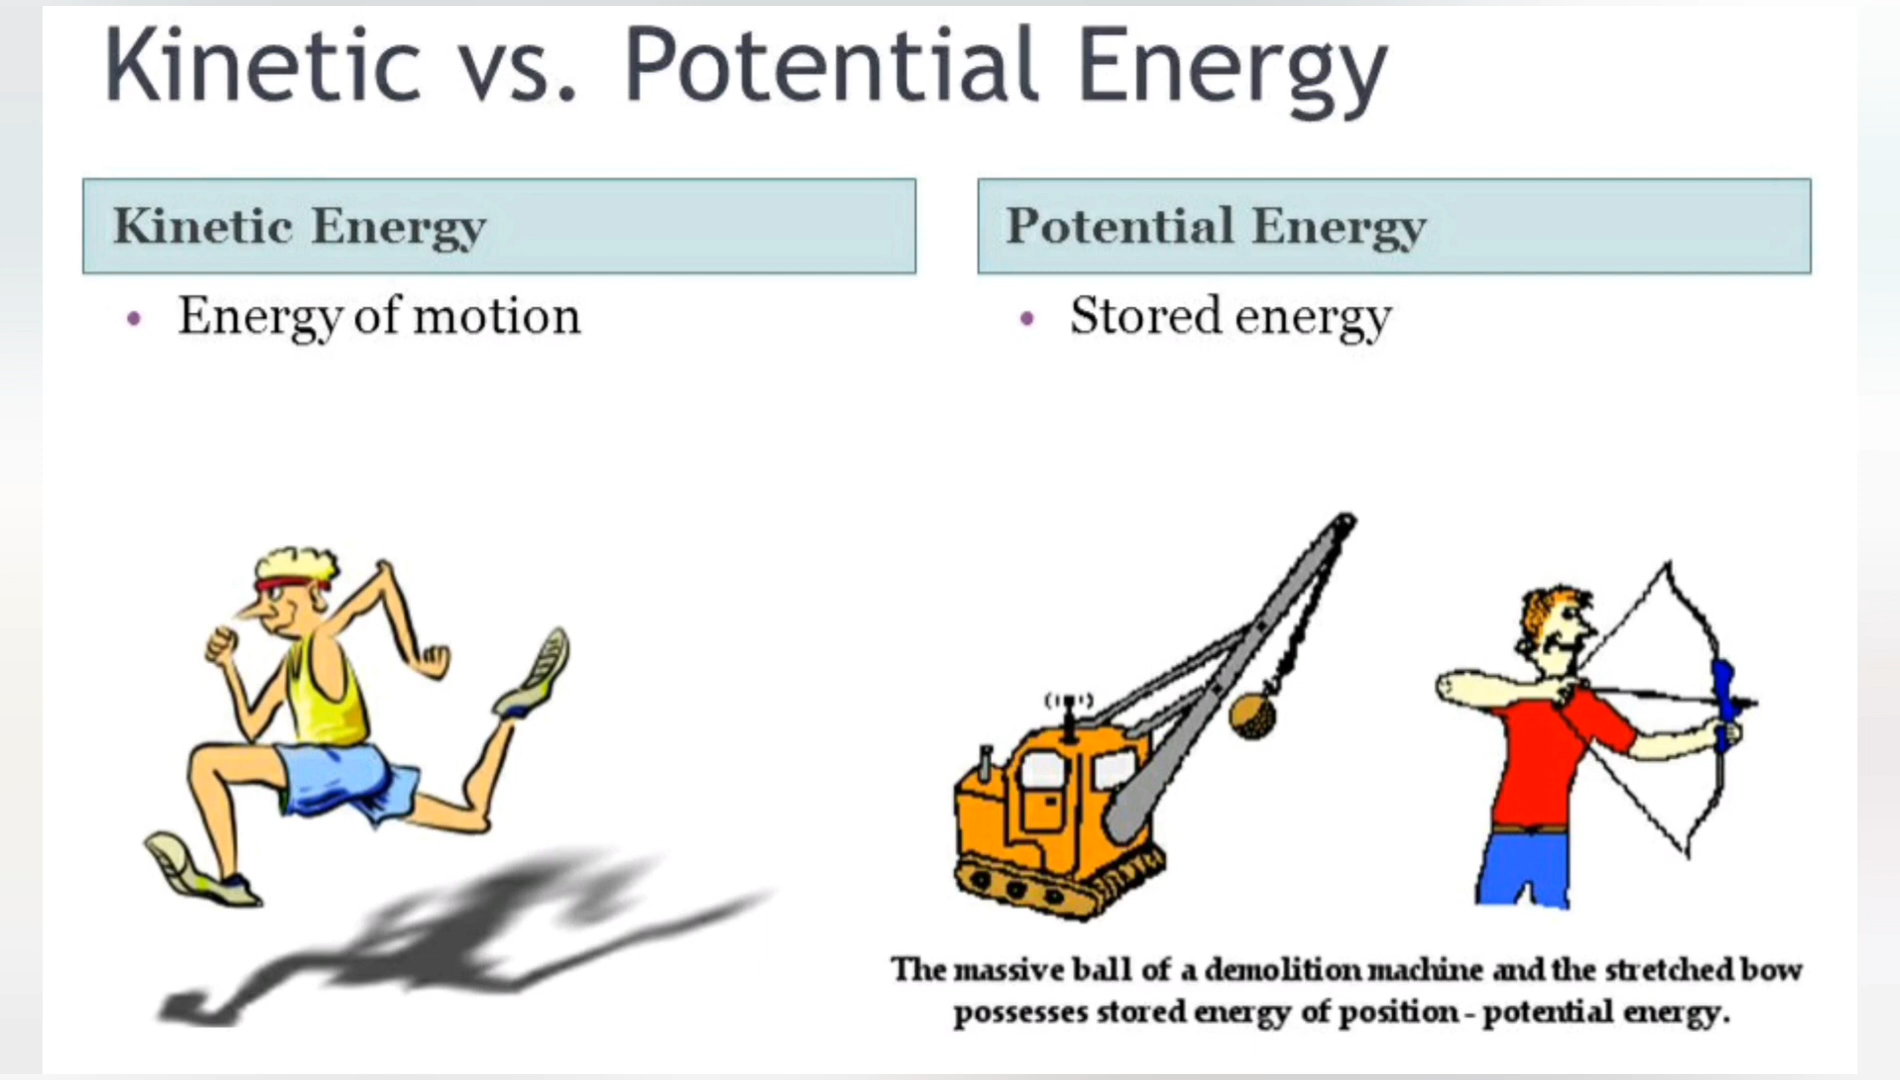 Kinetic vs. Potential Energy
Kinetic Energy
• Energy of motion
Potential Energy
• Stored energy
The massive ball of a demolition machine and the stretched bow
possesses stored energy of position - potential energy.